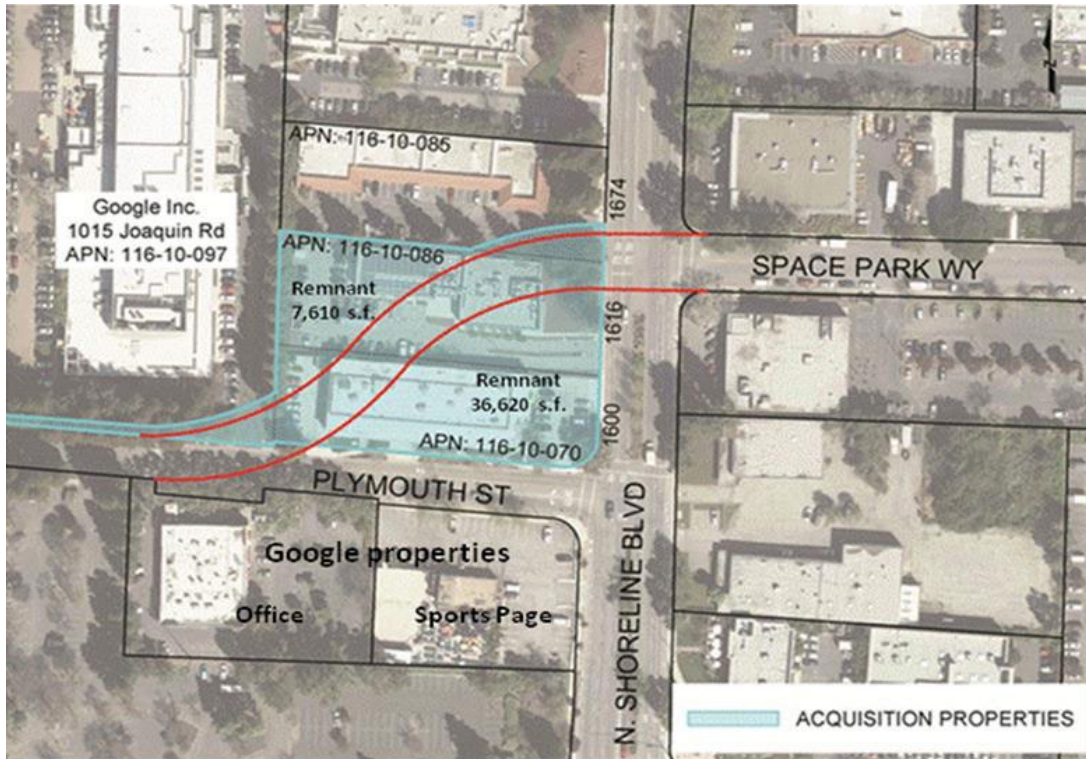 N
APN: 116-10-085
Google Inc.
1015 Joaquin Rd
APN: 116-10-097
1674
APN: 116-10-086
SPACE PARK WY
Remnant
7,610 s.f.
1616
Remnant
36,620 s.f.
1600
APN: 116-10-070
PLYMOUTH ST
N. SHORELINE BLVD
Google properties
Office
Sports Page
ACQUISITION PROPERTIES